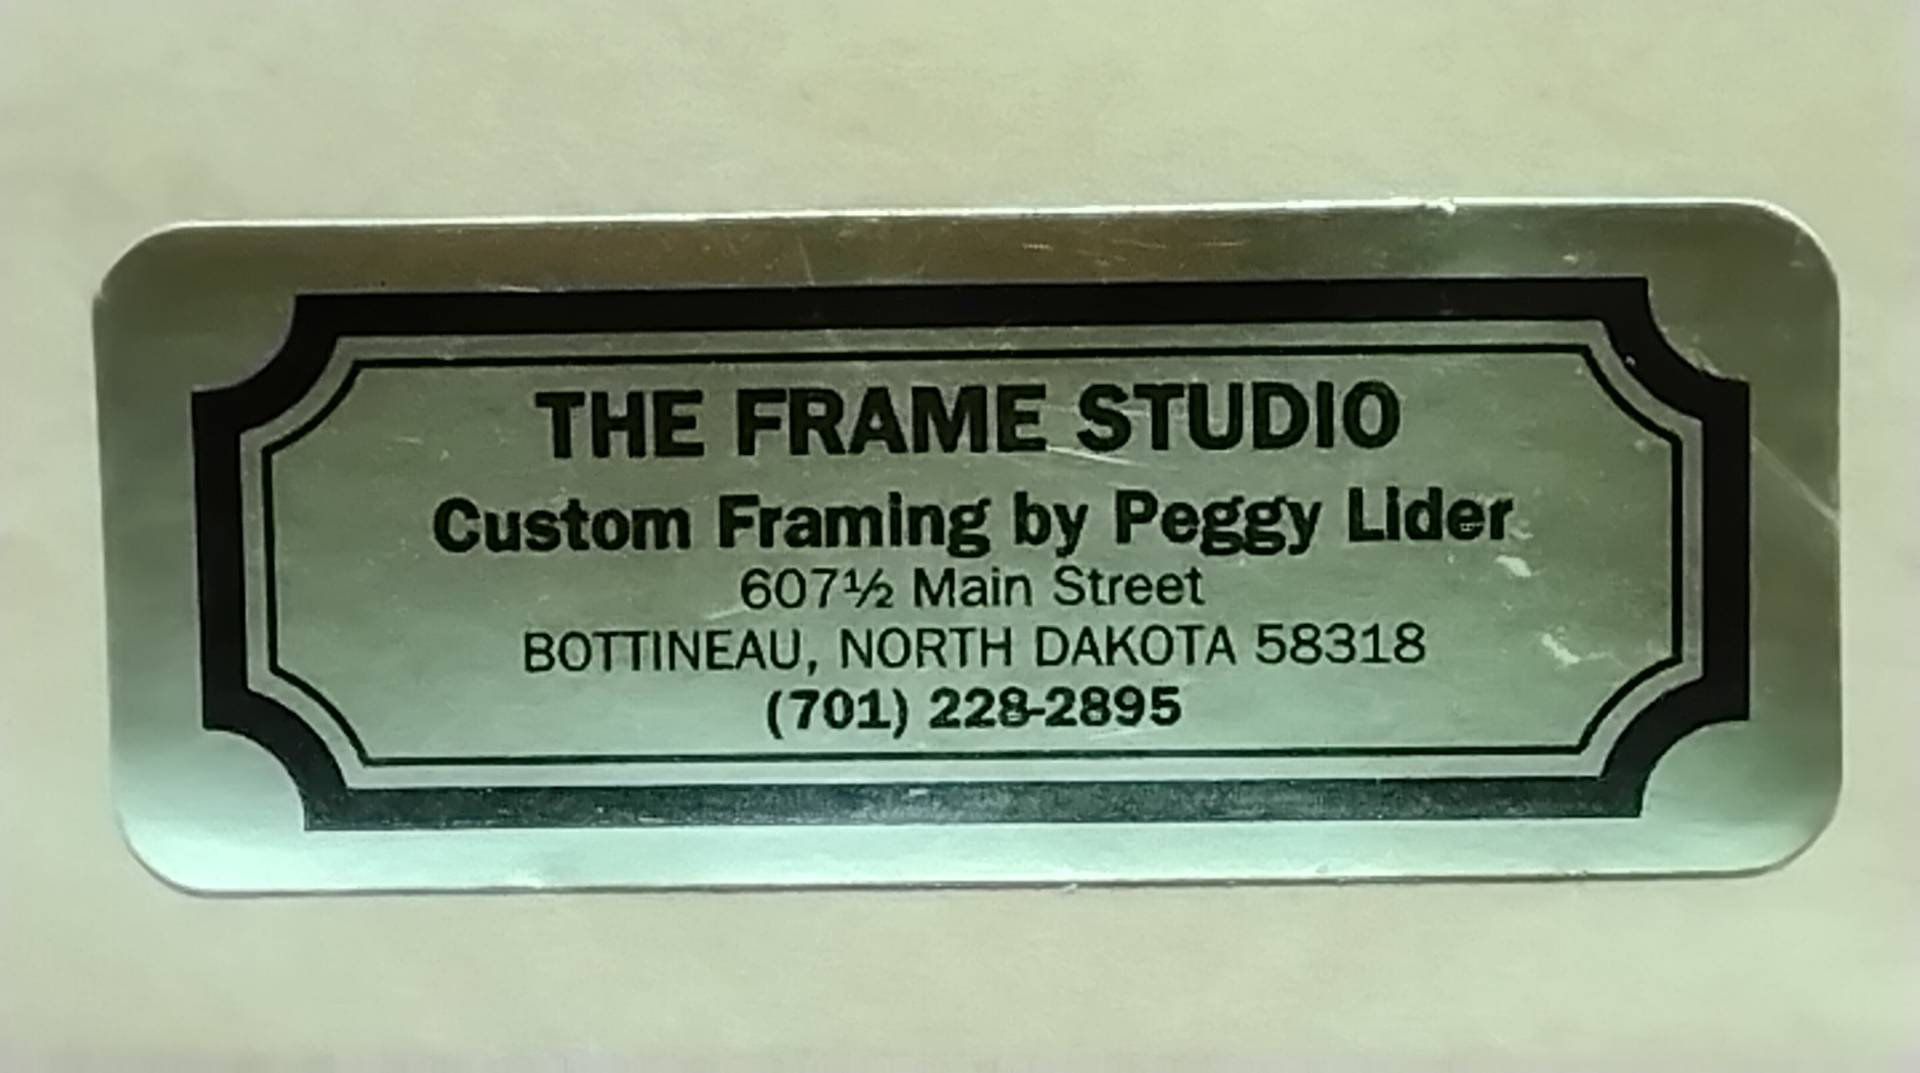 THE FRAME STUDIO
Custom Framing by Peggy Lider
607½ Main Street
BOTTINEAU, NORTH DAKOTA 58318
(701) 228-2895